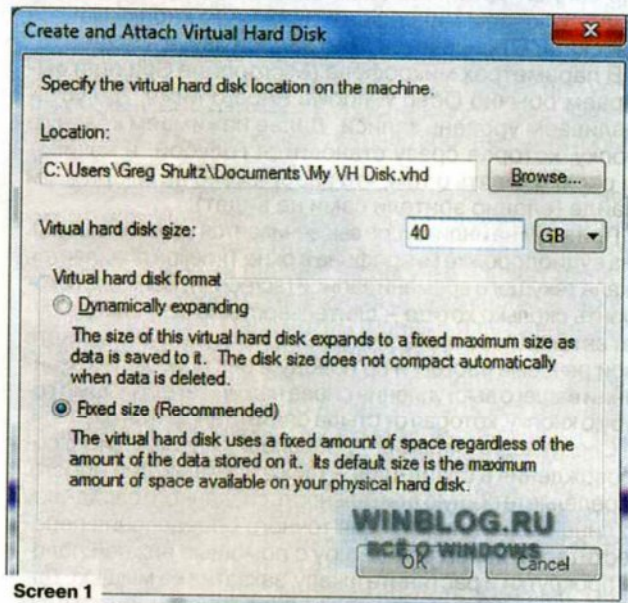 Create and Attach Virtual Hard Disk
Specify the virtual hard disk location on the machine.
Location:
C:\Users\Greg Shultz\Documents\My VH Disk.vhd
Browse...
Virtual hard disk size:
40
GB
Virtual hard disk format
Dynamically expanding
The size of this virtual hard disk expands to a fixed maximum size as
data is saved to it. The disk size does not compact automatically
when data is deleted.
Fixed size (Recommended)
The virtual hard disk uses a fixed amount of space regardless of the
amount of the data stored on it. Its default size is the maximum
amount of space available on your physical hard disk.
WINBLOG.RU
ВСЁ О WINDOWS
OK
Cancel
Screen 1